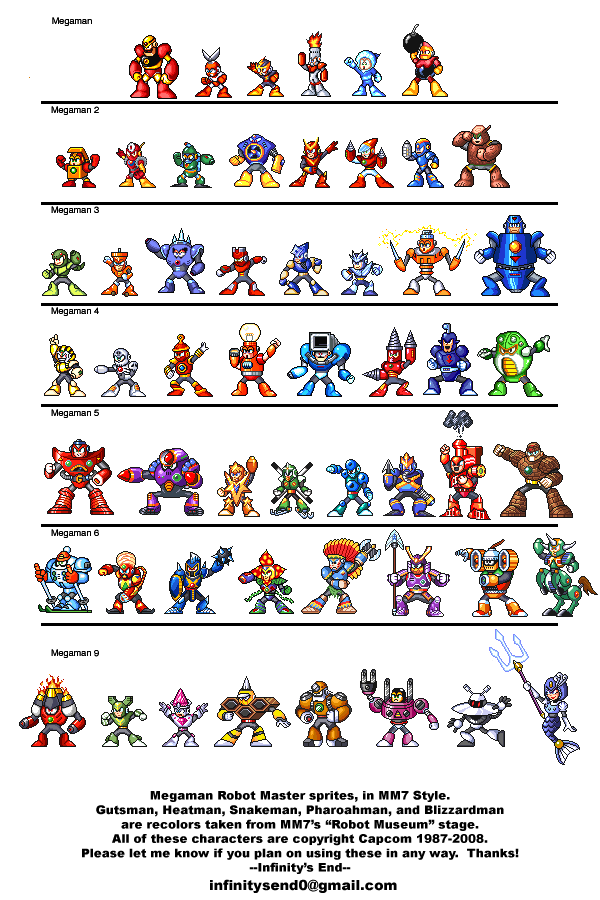 Megaman
Megaman 2
Megaman 3
Megaman 4
Megaman 5
Megaman 6
Megaman 9
Megaman Robot Master sprites, in MM7 Style.
Gutsman, Heatman, Snakeman, Pharoahman, and Blizzardman
are recolors taken from MM7's “Robot Museum” stage.
All of these characters are copyright Capcom 1987-2008.
Please let me know if you plan on using these in any way.  Thanks!
--Infinity's End--
infinitysend0@gmail.com